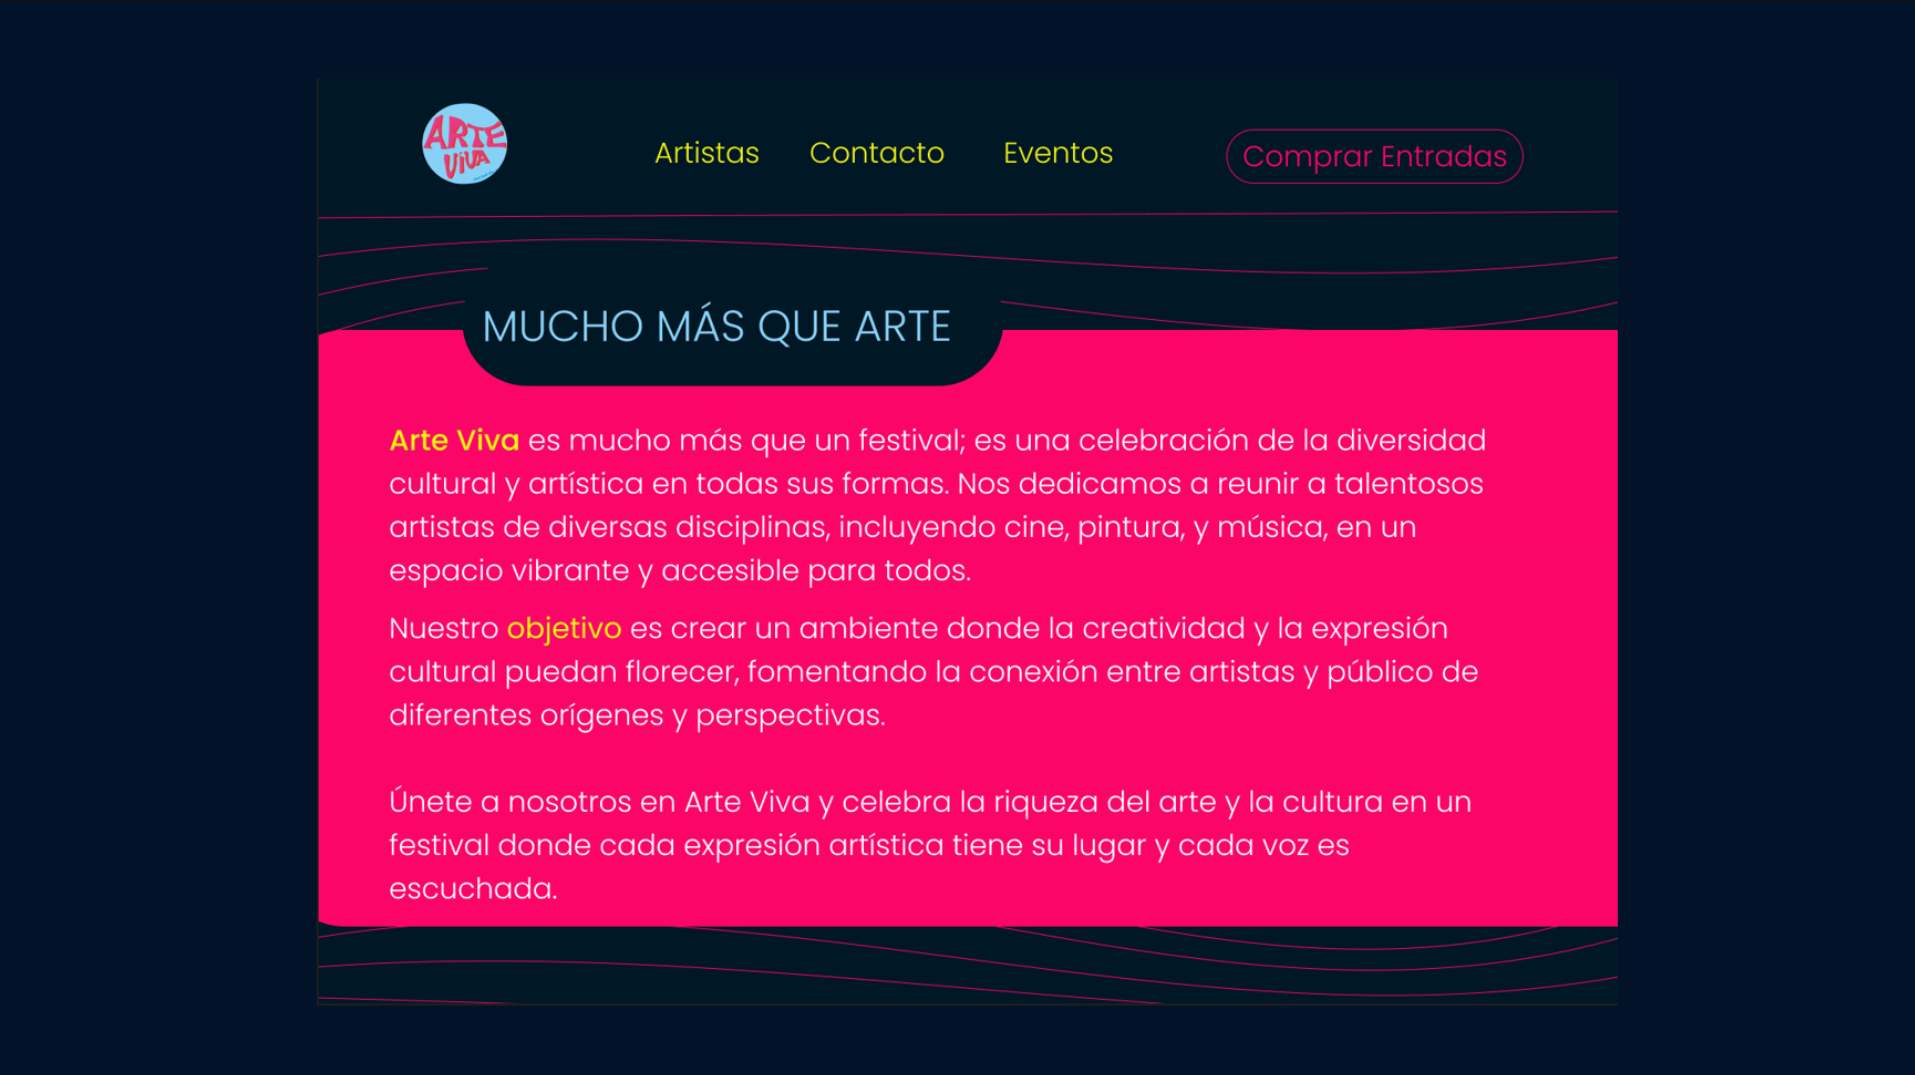 ARTE
VIVA
Artistas
Contacto
Eventos
Comprar Entradas
MUCHO MÁS QUE ARTE
Arte Viva es mucho más que un festival; es una celebración de la diversidad
cultural y artística en todas sus formas. Nos dedicamos a reunir a talentosos
artistas de diversas disciplinas, incluyendo cine, pintura, y música, en un
espacio vibrante y accesible para todos.
Nuestro objetivo es crear un ambiente donde la creatividad y la expresión
cultural puedan florecer, fomentando la conexión entre artistas y público de
diferentes orígenes y perspectivas.
Únete a nosotros en Arte Viva y celebra la riqueza del arte y la cultura en un
festival donde cada expresión artística tiene su lugar y cada voz es
escuchada.